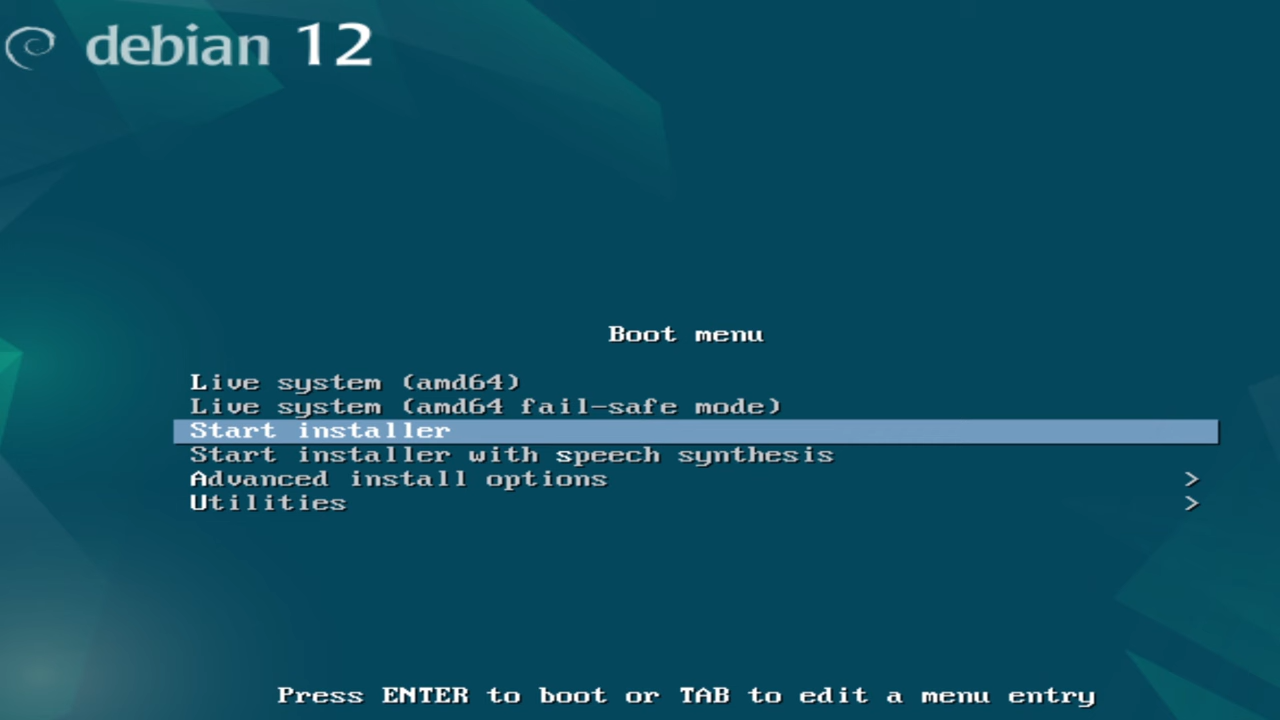 debian 12
Boot menu
Live system (amd64)
Live system (amd64 fail-safe mode)
Start installer
Start installer with speech synthesis
Advanced install options >
Utilities >
Press ENTER to boot or TAB to edit a menu entry